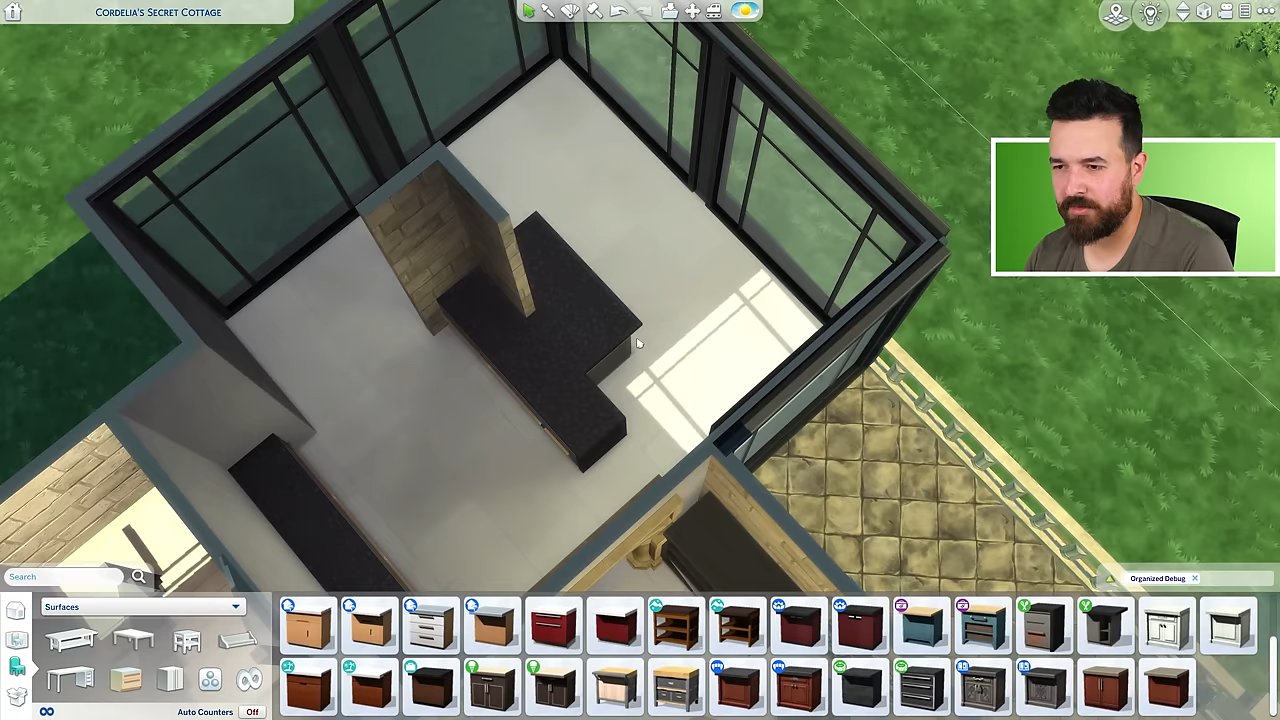 CORDELIA'S SECRET COTTAGE
Organized Debug
Search
Surfaces
Auto Counters Off